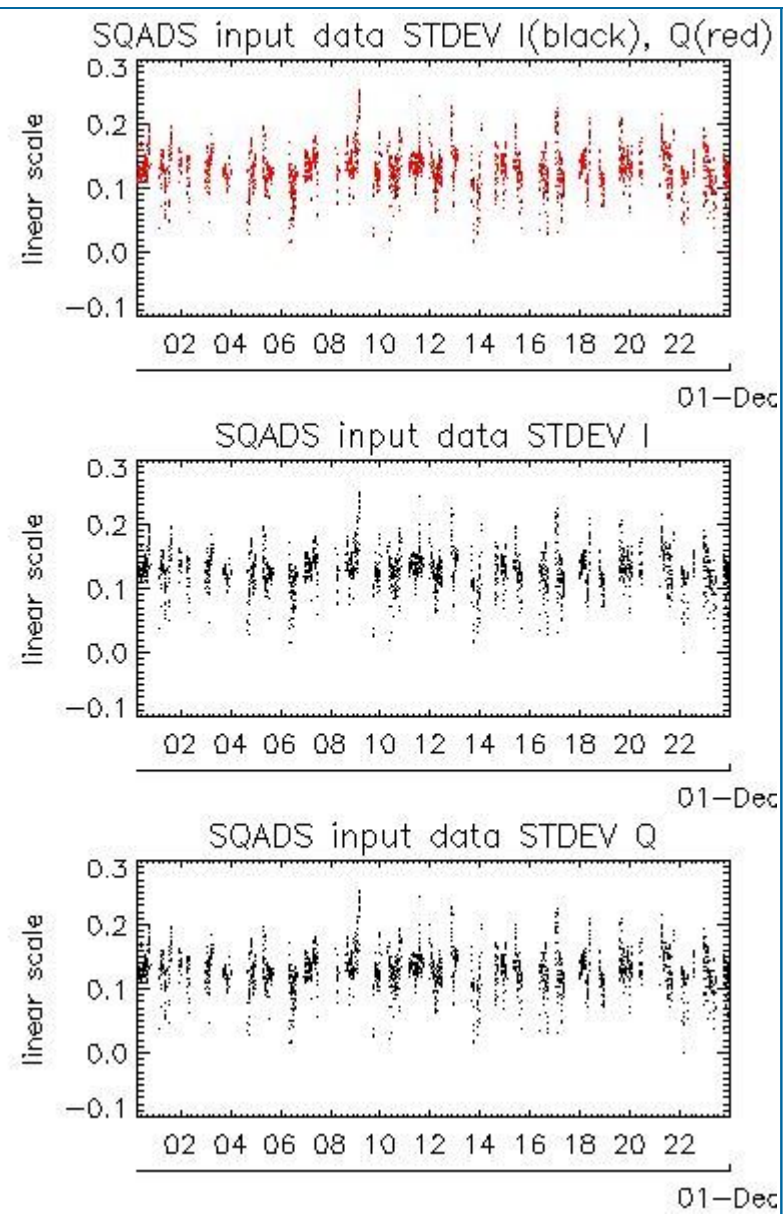 SQADS input data STDEV I(black), Q(red)
0.3
0.2
0.1
0.0
−0.1
linear scale
02 04 06 08 10 12 14 16 18 20 22
01−Dec
SQADS input data STDEV I
0.3
0.2
0.1
0.0
−0.1
linear scale
02 04 06 08 10 12 14 16 18 20 22
01−Dec
SQADS input data STDEV Q
0.3
0.2
0.1
0.0
−0.1
linear scale
02 04 06 08 10 12 14 16 18 20 22
01−Dec